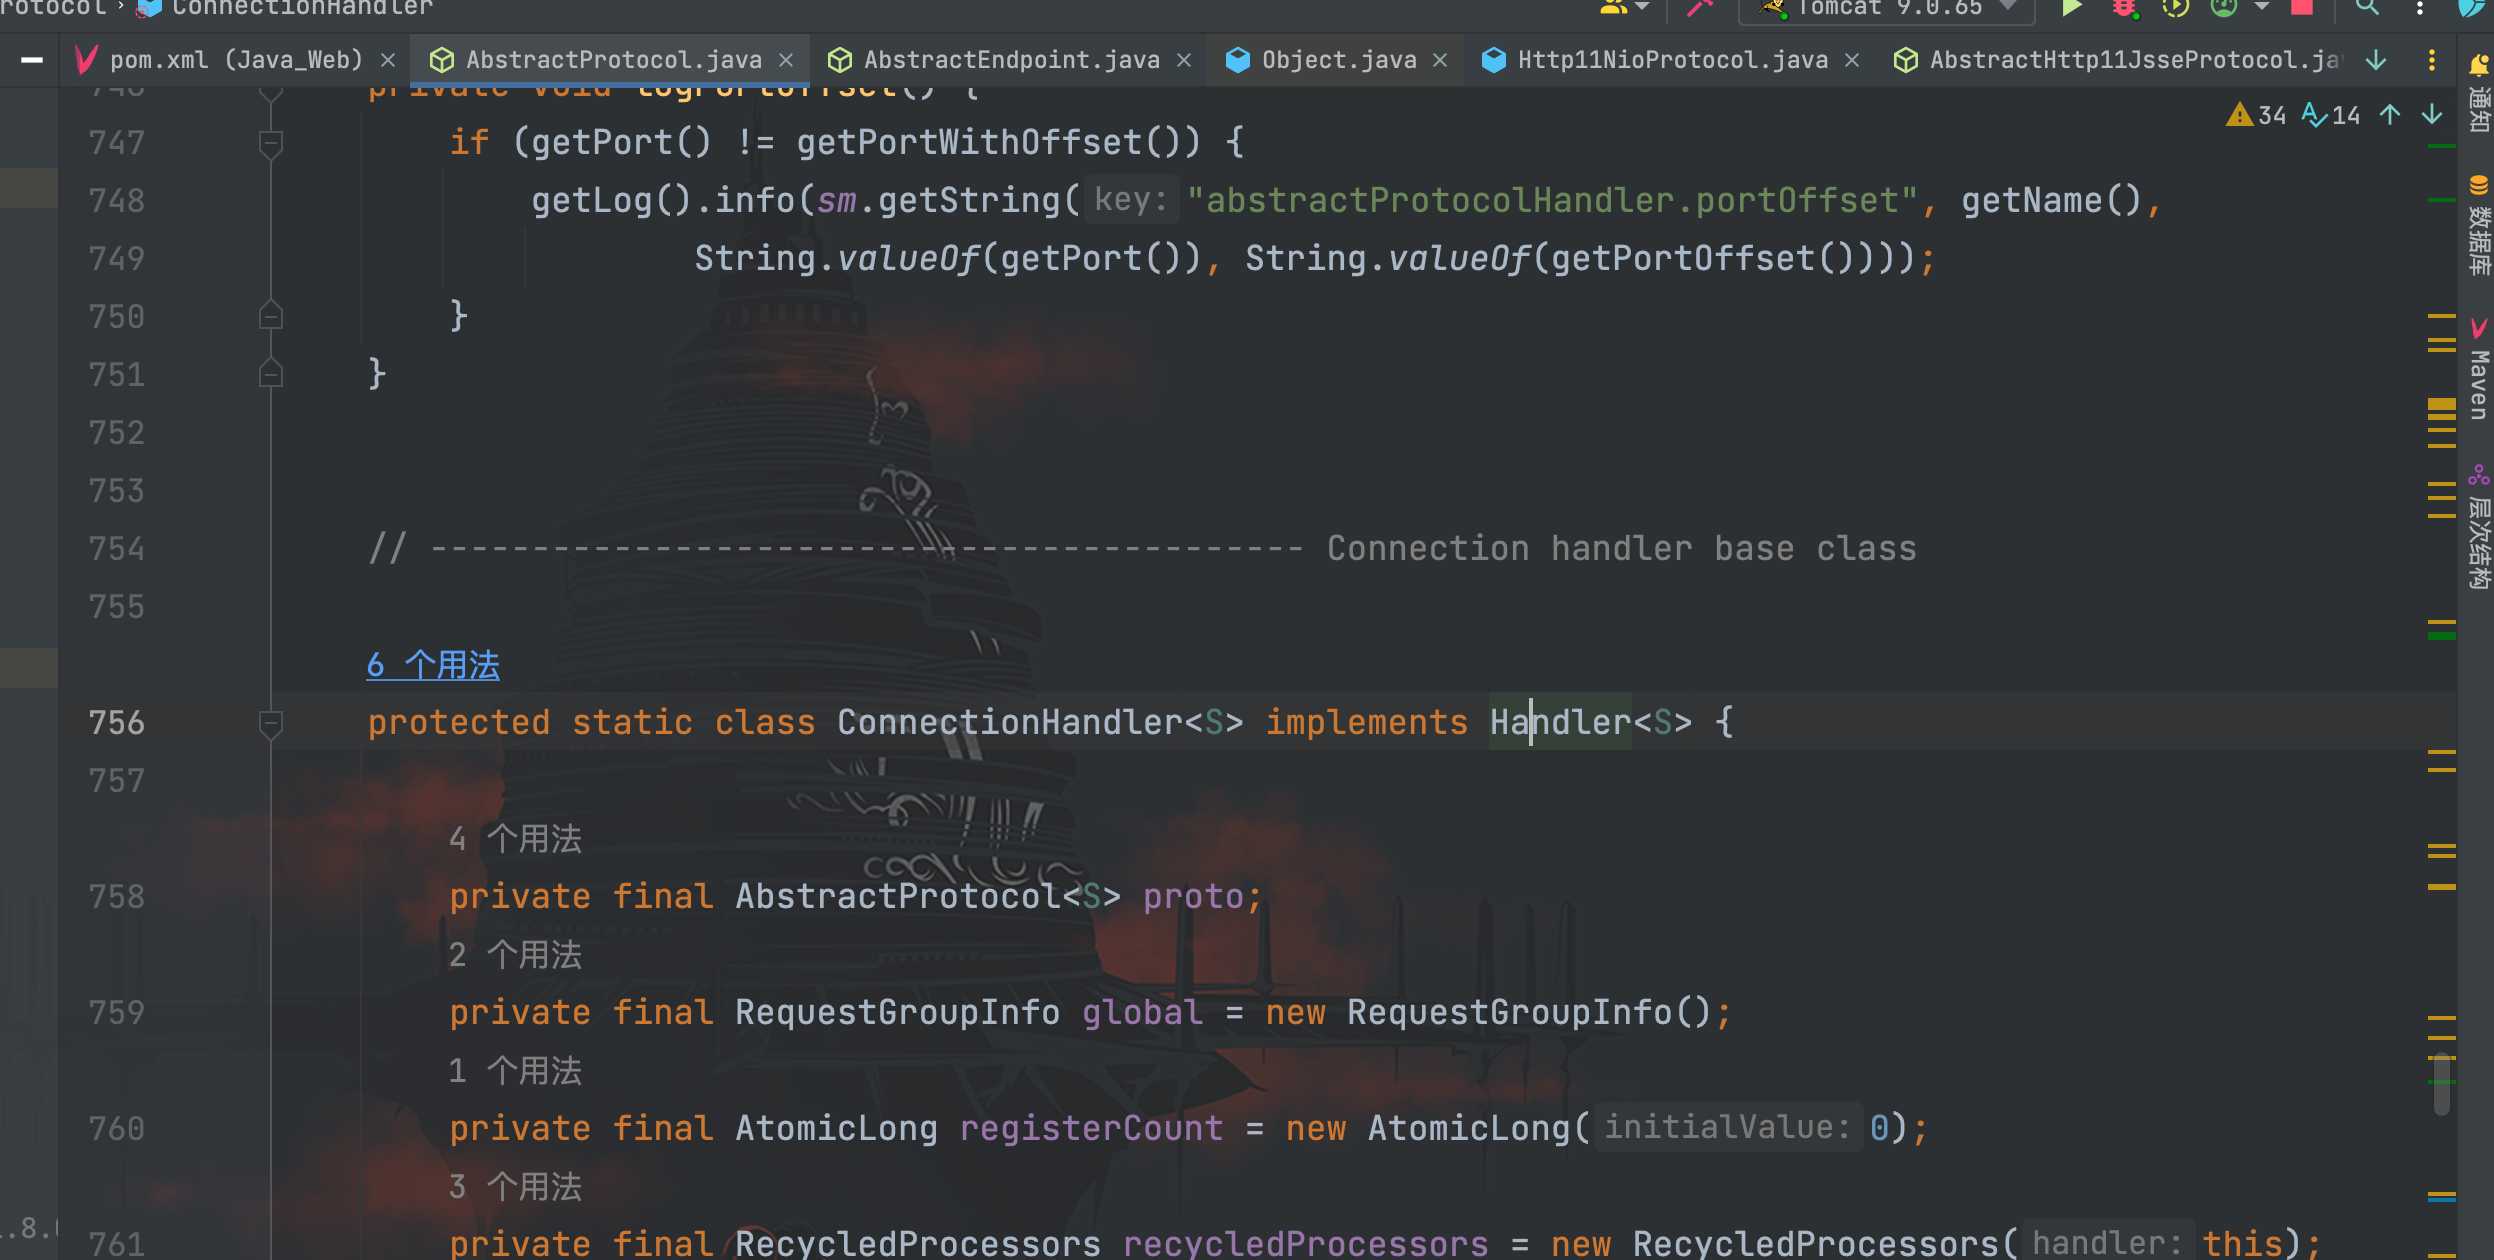 rotocol › ConnectionHandler
Tomcat 9.0.65
pom.xml (Java_Web) × AbstractProtocol.java × AbstractEndpoint.java × Object.java × Http11NioProtocol.java × AbstractHttp11JsseProtocol.ja
746 private void logPortOffset() {
34 14
747 if (getPort() != getPortWithOffset()) {
748 getLog().info(sm.getString( key: "abstractProtocolHandler.portOffset", getName(),
749 String.valueOf(getPort()), String.valueOf(getPortOffset())));
750 }
751 }
752
753
754 // ------------------------------------------- Connection handler base class
755
6 个用法
756 protected static class ConnectionHandler<S> implements Handler<S> {
757
4 个用法
758 private final AbstractProtocol<S> proto;
2 个用法
759 private final RequestGroupInfo global = new RequestGroupInfo();
1 个用法
760 private final AtomicLong registerCount = new AtomicLong( initialValue: 0);
3 个用法
761 private final RecycledProcessors recycledProcessors = new RecycledProcessors( handler: this);
.8.
通知
数据库
Maven
层次结构